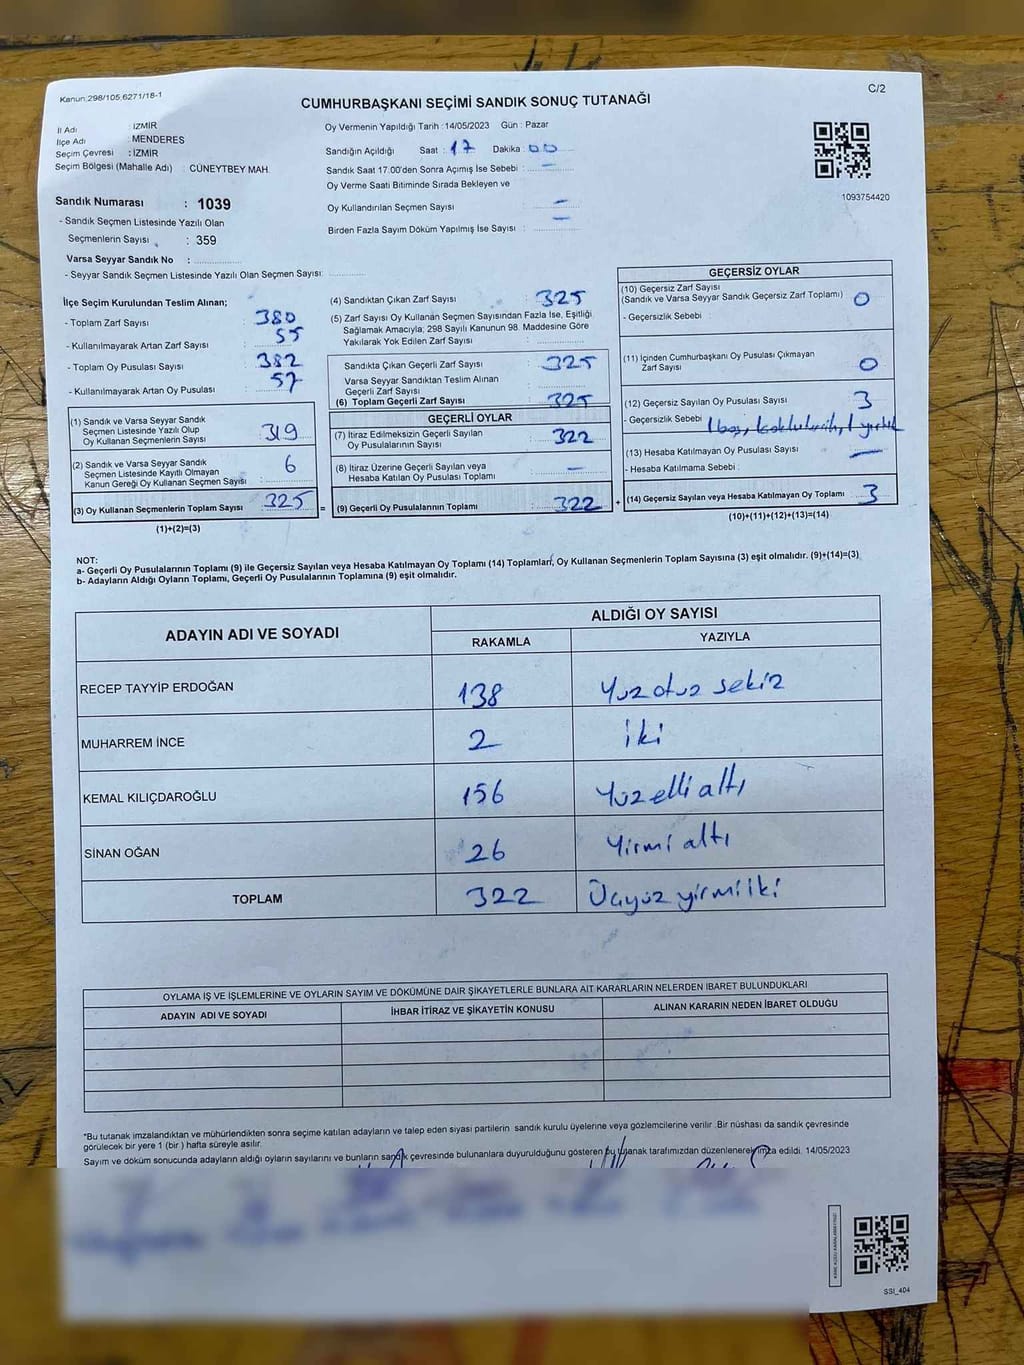 Kanun:298/105,6271/18-1
C/2
CUMHURBAŞKANI SEÇİMİ SANDIK SONUÇ TUTANAĞI
İl Adı : İZMİR
İlçe Adı : MENDERES
Seçim Çevresi : İZMİR
Seçim Bölgesi (Mahalle Adı) : CÜNEYTBEY MAH.
Sandık Numarası : 1039
- Sandık Seçmen Listesinde Yazılı Olan
Seçmenlerin Sayısı : 359
Varsa Seyyar Sandık No :
- Seyyar Sandık Seçmen Listesinde Yazılı Olan Seçmen Sayısı:
Oy Vermenin Yapıldığı Tarih : 14/05/2023 Gün : Pazar
Sandığın Açıldığı Saat : 17 Dakika : 00
Sandık Saat 17:00'den Sonra Açımış İse Sebebi : —
Oy Verme Saati Bitiminde Sırada Bekleyen ve
Oy Kullandırılan Seçmen Sayısı : —
Birden Fazla Sayım Döküm Yapılmış İse Sayısı : —
1093754420
İlçe Seçim Kurulundan Teslim Alınan;
- Toplam Zarf Sayısı : 380
- Kullanılmayarak Artan Zarf Sayısı : 55
- Toplam Oy Pusulası Sayısı : 382
- Kullanılmayarak Artan Oy Pusulası : 57
(1) Sandık ve Varsa Seyyar Sandık
Seçmen Listesinde Yazılı Olup
Oy Kullanan Seçmenlerin Sayısı : 319
(2) Sandık ve Varsa Seyyar Sandık
Seçmen Listesinde Kayıtlı Olmayan
Kanun Gereği Oy Kullanan Seçmen Sayısı : 6
(3) Oy Kullanan Seçmenlerin Toplam Sayısı : 325 =
(1)+(2)=(3)
(4) Sandıktan Çıkan Zarf Sayısı : 325
(5) Zarf Sayısı Oy Kullanan Seçmen Sayısından Fazla İse, Eşitliği
Sağlamak Amacıyla; 298 Sayılı Kanunun 98. Maddesine Göre
Yakılarak Yok Edilen Zarf Sayısı :
Sandıkta Çıkan Geçerli Zarf Sayısı : 325
Varsa Seyyar Sandıktan Teslim Alınan
Geçerli Zarf Sayısı :
(6) Toplam Geçerli Zarf Sayısı : 325
GEÇERLİ OYLAR
(7) İtiraz Edilmeksizin Geçerli Sayılan
Oy Pusulalarının Sayısı : 322
(8) İtiraz Üzerine Geçerli Sayılan veya
Hesaba Katılan Oy Pusulası Toplamı : —
(9) Geçerli Oy Pusulalarının Toplamı : 322 +
GEÇERSİZ OYLAR
(10) Geçersiz Zarf Sayısı
(Sandık ve Varsa Seyyar Sandık Geçersiz Zarf Toplamı) : 0
- Geçersizlik Sebebi :
(11) İçinden Cumhurbaşkanı Oy Pusulası Çıkmayan
Zarf Sayısı : 0
(12) Geçersiz Sayılan Oy Pusulası Sayısı : 3
- Geçersizlik Sebebi : 1 boş, 1 yırtık
(13) Hesaba Katılmayan Oy Pusulası Sayısı : —
- Hesaba Katılmama Sebebi :
(14) Geçersiz Sayılan veya Hesaba Katılmayan Oy Toplamı : 3
(10)+(11)+(12)+(13)=(14)
NOT:
a- Geçerli Oy Pusulalarının Toplamı (9) ile Geçersiz Sayılan veya Hesaba Katılmayan Oy Toplamı (14) Toplamları, Oy Kullanan Seçmenlerin Toplam Sayısına (3) eşit olmalıdır. (9)+(14)=(3)
b- Adayların Aldığı Oyların Toplamı, Geçerli Oy Pusulalarının Toplamına (9) eşit olmalıdır.
ADAYIN ADI VE SOYADI
ALDIĞI OY SAYISI
RAKAMLA YAZIYLA
RECEP TAYYİP ERDOĞAN 138 Yüz otuz sekiz
MUHARREM İNCE 2 iki
KEMAL KILIÇDAROĞLU 156 Yüz elli altı
SİNAN OĞAN 26 Yirmi altı
TOPLAM 322 Üçyüz yirmi iki
OYLAMA İŞ VE İŞLEMLERİNE VE OYLARIN SAYIM VE DÖKÜMÜNE DAİR ŞİKAYETLERLE BUNLARA AİT KARARLARIN NELERDEN İBARET BULUNDUKLARI
ADAYIN ADI VE SOYADI İHBAR İTİRAZ VE ŞİKAYETİN KONUSU ALINAN KARARIN NEDEN İBARET OLDUĞU
*Bu tutanak imzalandıktan ve mühürlendikten sonra seçime katılan adayların ve talep eden siyasi partilerin sandık kurulu üyelerine veya gözlemcilerine verilir .Bir nüshası da sandık çevresinde
görülecek bir yere 1 (bir ) hafta süreyle asılır.
Sayım ve döküm sonucunda adayların aldığı oyların sayılarını ve bunların sandık çevresinde bulunanlara duyurulduğunu gösteren bu tutanak tarafımızdan düzenlenerek imza edildi. 14/05/2023
SSI_404